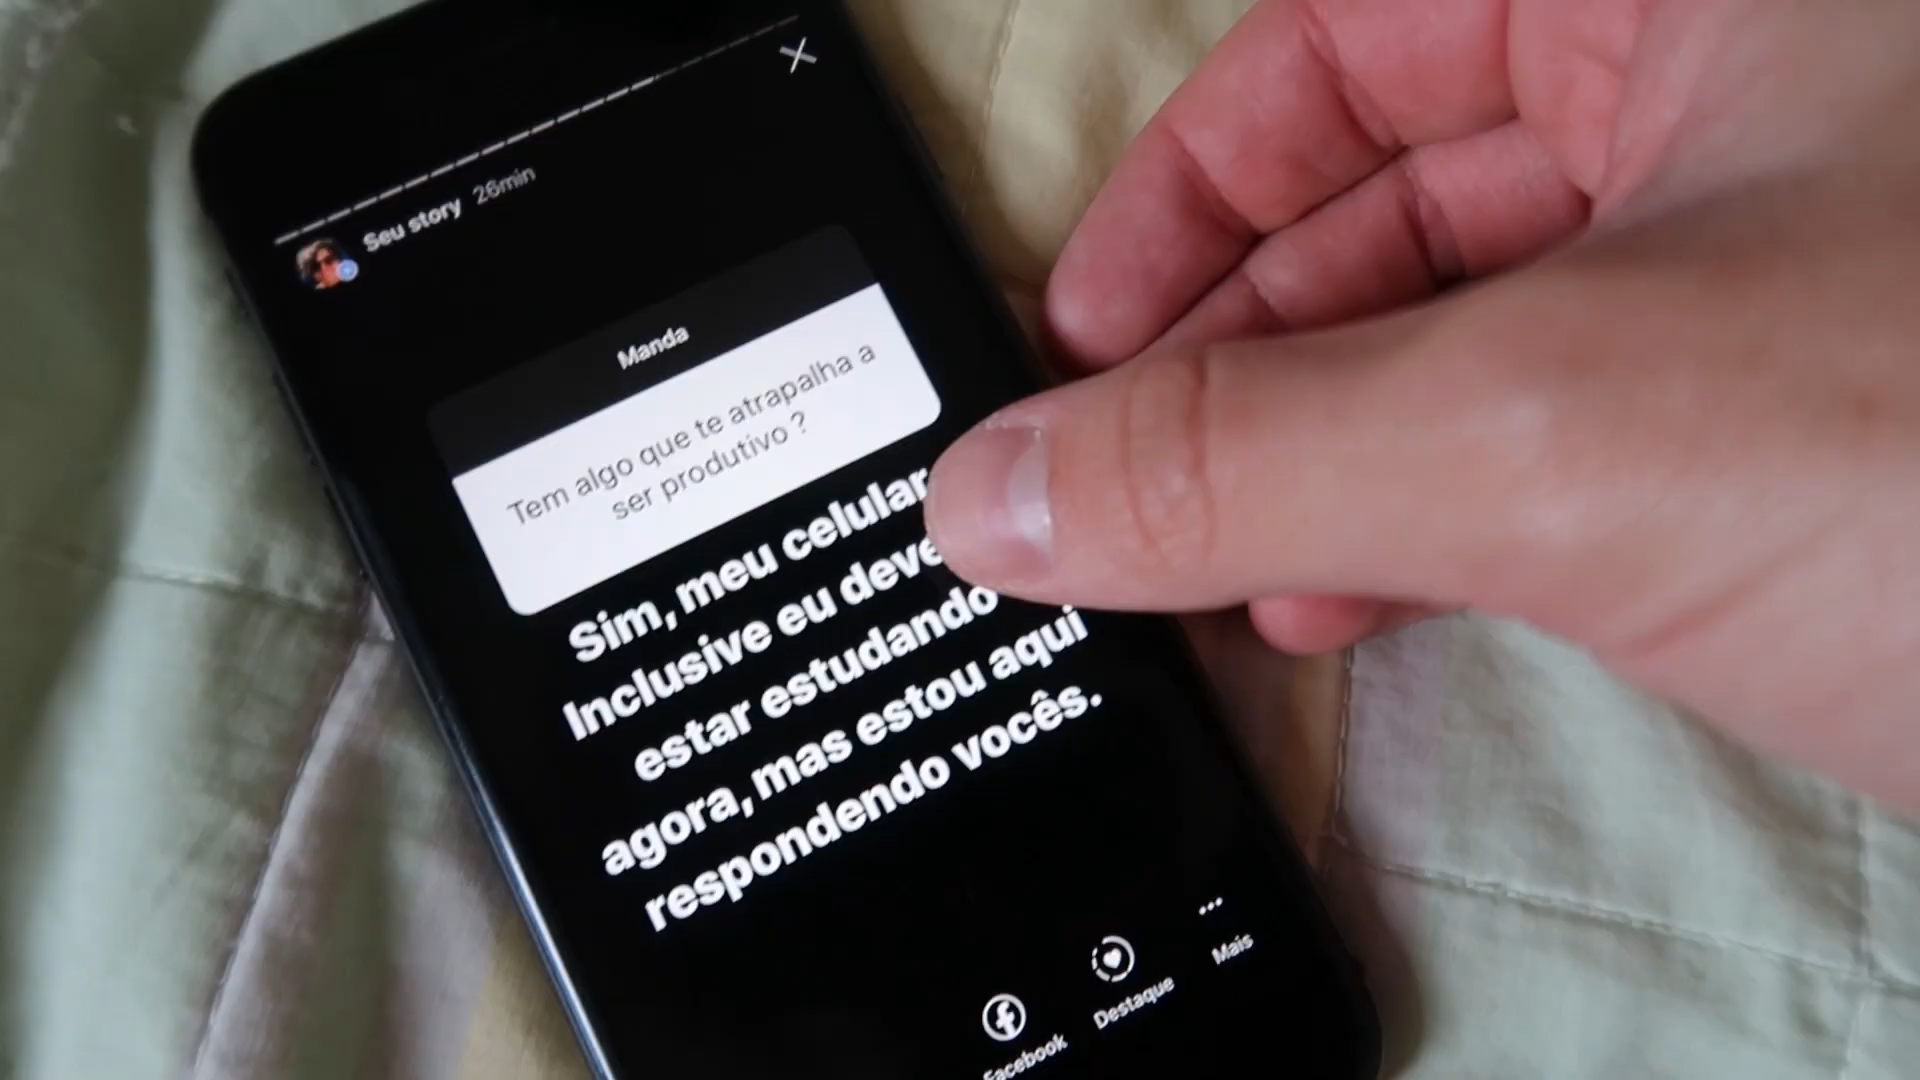 Seu story 26min
Manda
Tem algo que te atrapalha a
ser produtivo ?
Sim, meu celular
Inclusive eu deve
estar estudando
agora, mas estou aqui
respondendo vocês.
Mais
Destaque
Facebook